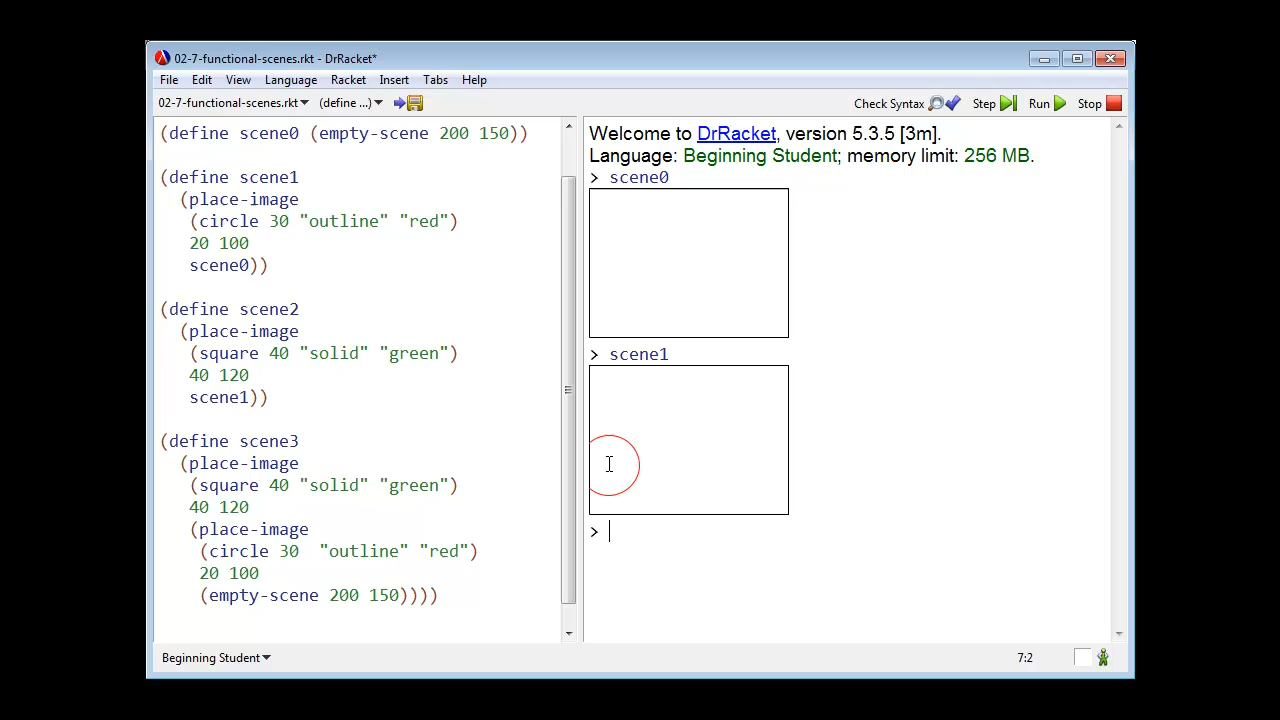 02-7-functional-scenes.rkt - DrRacket*
File Edit View Language Racket Insert Tabs Help
02-7-functional-scenes.rkt (define ...) Check Syntax Step Run Stop
(define scene0 (empty-scene 200 150))
(define scene1
(place-image
(circle 30 "outline" "red")
20 100
scene0))
(define scene2
(place-image
(square 40 "solid" "green")
40 120
scene1))
(define scene3
(place-image
(square 40 "solid" "green")
40 120
(place-image
(circle 30  "outline" "red")
20 100
(empty-scene 200 150))))
Welcome to DrRacket, version 5.3.5 [3m].
Language: Beginning Student; memory limit: 256 MB.
> scene0
> scene1
>
Beginning Student 7:2